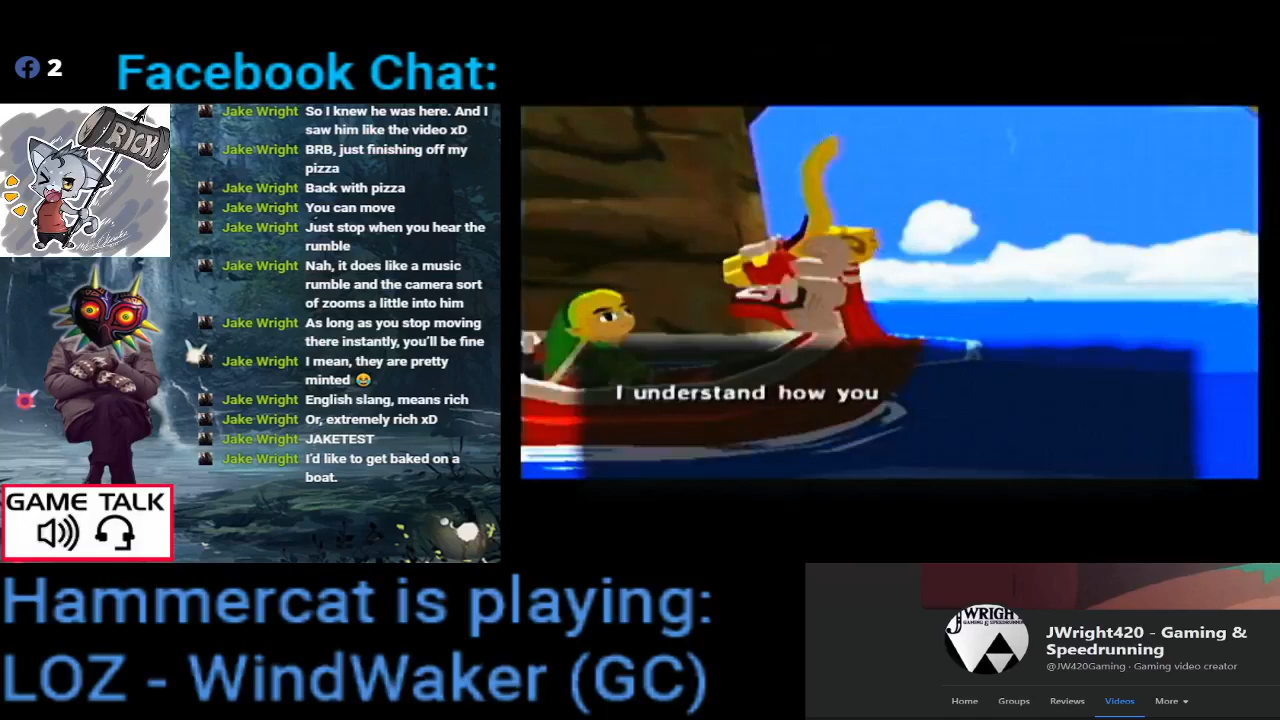 2
Facebook Chat:
RICK
Jake Wright So I knew he was here. And I
saw him like the video xD
Jake Wright BRB, just finishing off my
pizza
Jake Wright Back with pizza
Jake Wright You can move
Jake Wright Just stop when you hear the
rumble
Jake Wright Nah, it does like a music
rumble and the camera sort
of zooms a little into him
Jake Wright As long as you stop moving
there instantly, you'll be fine
Jake Wright I mean, they are pretty
minted 😂
Jake Wright English slang, means rich
Jake Wright Or, extremely rich xD
Jake Wright JAKETEST
Jake Wright I'd like to get baked on a
boat.
GAME TALK
I understand how you
Hammercat is playing:
LOZ - WindWaker (GC)
JWRIGHT
GAMING & SPEEDRUNNING
JWright420 - Gaming &
Speedrunning
@JW420Gaming · Gaming video creator
Home Groups Reviews Videos More